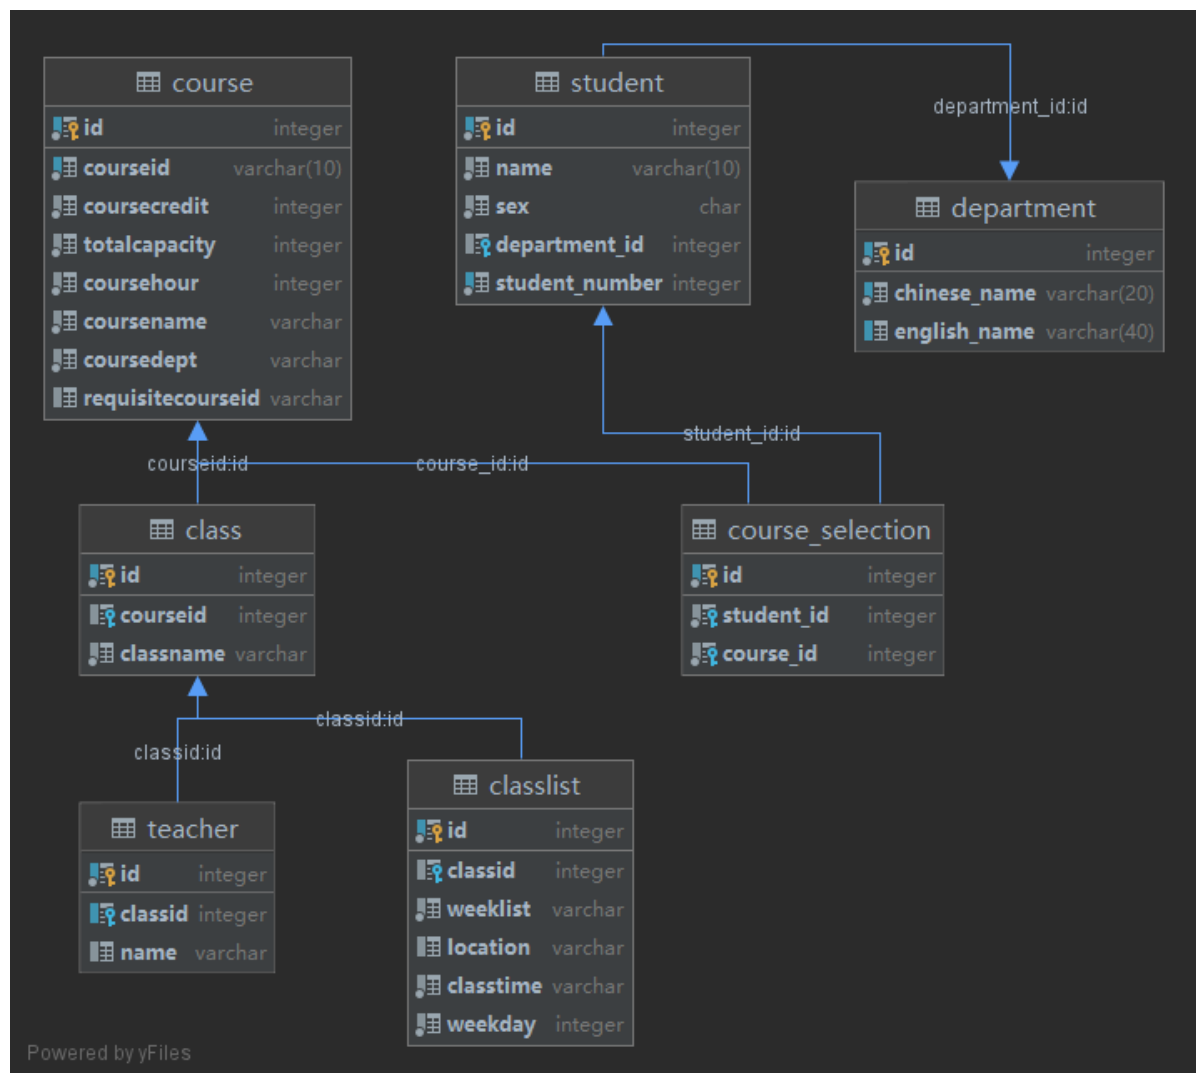 course
id integer
courseid varchar(10)
coursecredit integer
totalcapacity integer
coursehour integer
coursename varchar
coursedept varchar
requisitecourseid varchar
student
id integer
name varchar(10)
sex char
department_id integer
student_number integer
department_id:id
department
id integer
chinese_name varchar(20)
english_name varchar(40)
student_id:id
courseid:id
course_id:id
class
id integer
courseid integer
classname varchar
course_selection
id integer
student_id integer
course_id integer
classid:id
classid:id
teacher
id integer
classid integer
name varchar
classlist
id integer
classid integer
weeklist varchar
location varchar
classtime varchar
weekday integer
Powered by yFiles